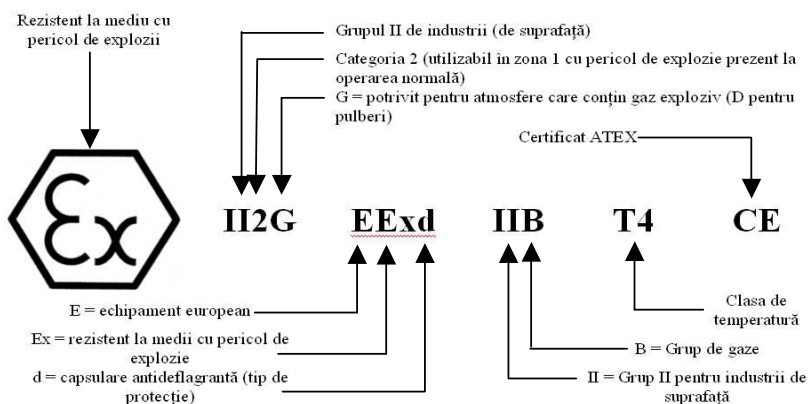 Rezistent la mediu cu
pericol de explozii
Grupul II de industrii (de suprafață)
Categoria 2 (utilizabil în zona 1 cu pericol de explozie prezent la
operarea normală)
G = potrivit pentru atmosfere care conțin gaz exploziv (D pentru
pulberi)
Certificat ATEX
Ex II2G EExd IIB T4 CE
E = echipament european
Ex = rezistent la medii cu pericol de
explozie
d = capsulare antideflagrantă (tip de
protecție)
Clasa de
temperatură
B = Grup de gaze
II = Grup II pentru industrii de
suprafață